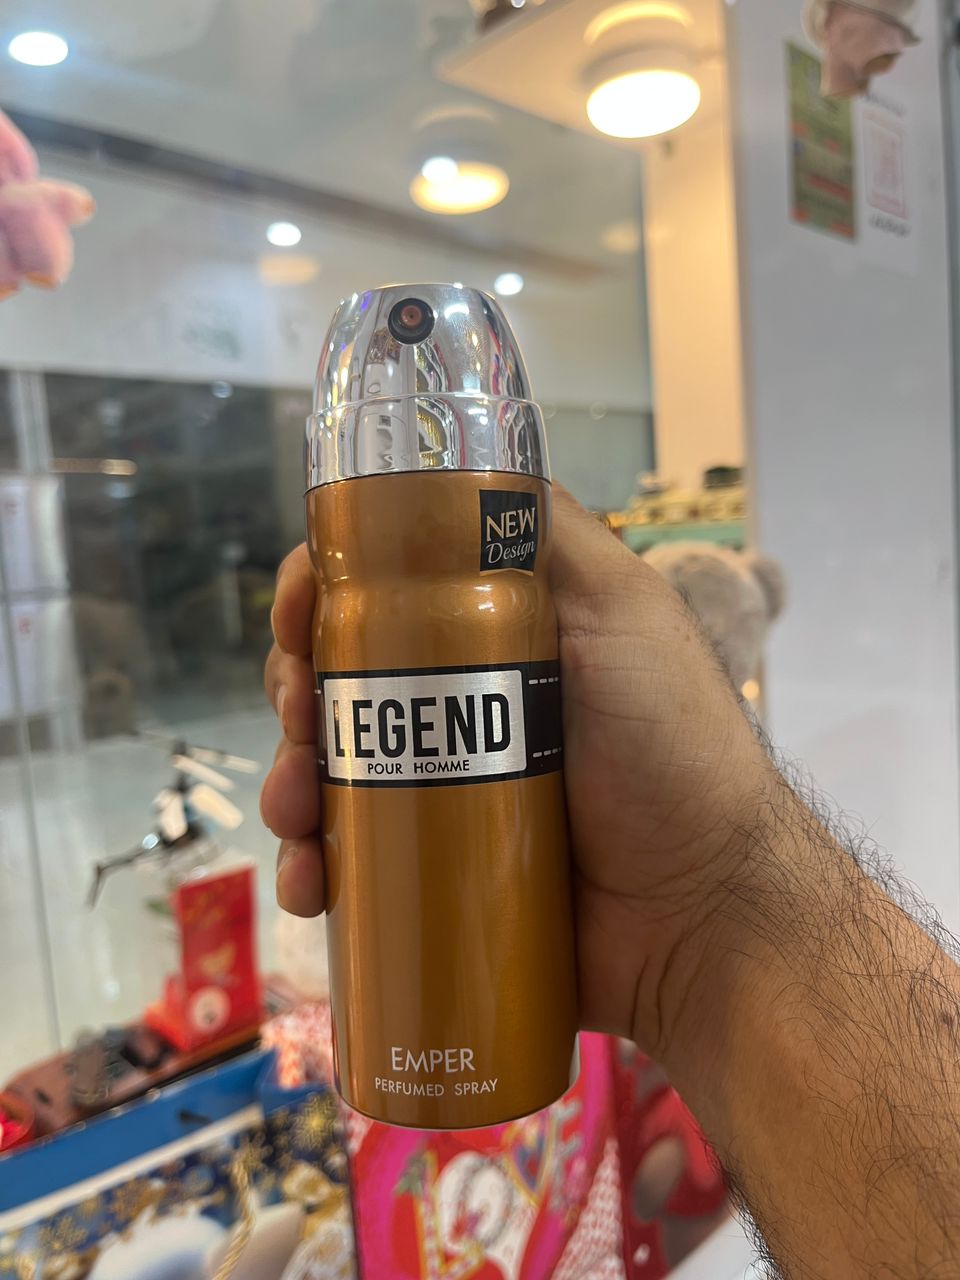 NEW
Design
LEGEND
POUR HOMME
EMPER
PERFUMED SPRAY